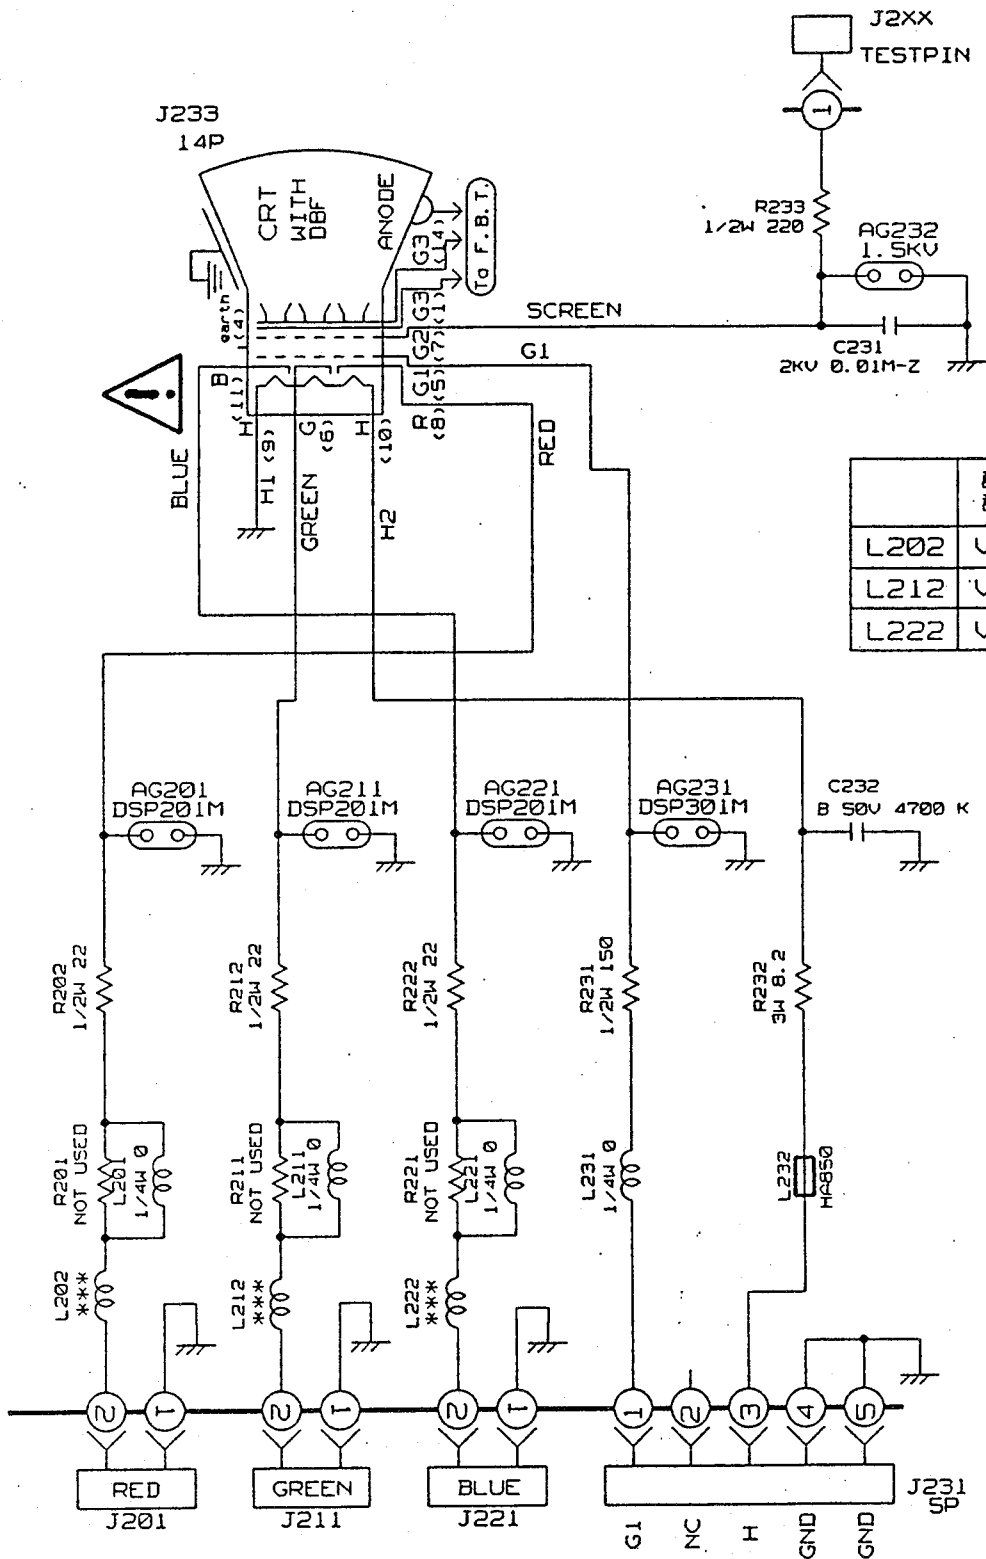 J2XX
TESTPIN
1
J233
14P
CRT
WITH
DBF
ANODE
To F.B.T.
R233
1/2W 220
AG232
1.5KV
C231
2KV 0.01M-Z
SCREEN
G1
earth
(4)
G3
(14)
G3
(1)
G2
(7)
G1
(5)
R
(8)
B
(11)
H
(9)
G
(6)
H
(10)
BLUE
H1
GREEN
H2
RED
L202
L212
L222
AG201
DSP201M
AG211
DSP201M
AG221
DSP201M
AG231
DSP301M
C232
B 50V 4700 K
R202
1/2W 22
R212
1/2W 22
R222
1/2W 22
R231
1/2W 150
R232
3W 8.2
R201
NOT USED
L201
1/4W 0
R211
NOT USED
L211
1/4W 0
R221
NOT USED
L221
1/4W 0
L231
1/4W 0
L232
HA850
L202
***
L212
***
L222
***
2
1
2
1
2
1
1
2
3
4
5
RED
J201
GREEN
J211
BLUE
J221
J231
5P
G1
NC
H
GND
GND